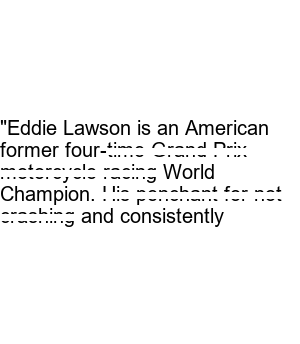 "Eddie Lawson is an American
former four-time Grand Prix
motorcycle racing World
Champion. His penchant for not
crashing and consistently